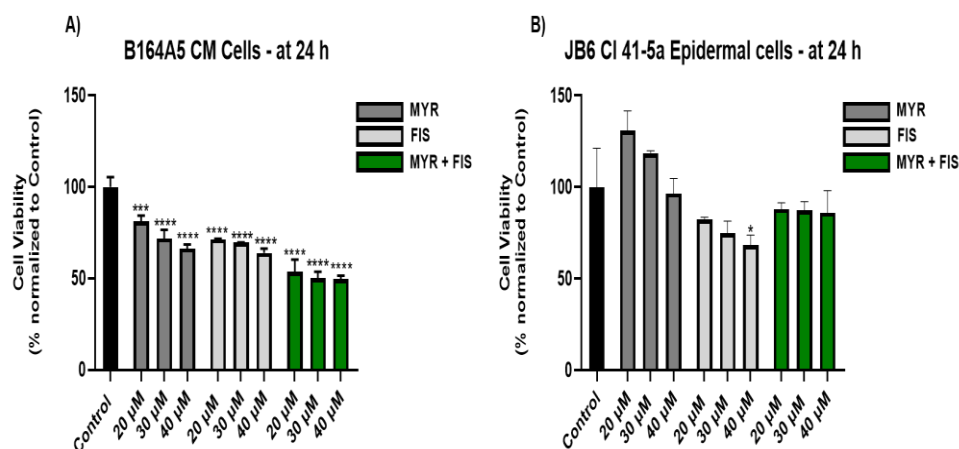 A)
B164A5 CM Cells - at 24 h
Cell Viability
(% normalized to Control)
150
100
50
0
***
****
****
****
****
****
****
****
****
MYR
FIS
MYR + FIS
Control
20 µM
30 µM
40 µM
20 µM
30 µM
40 µM
20 µM
30 µM
40 µM
B)
JB6 Cl 41-5a Epidermal cells - at 24 h
Cell Viability
(% normalized to Control)
150
100
50
0
*
MYR
FIS
MYR + FIS
Control
20 µM
30 µM
40 µM
20 µM
30 µM
40 µM
20 µM
30 µM
40 µM